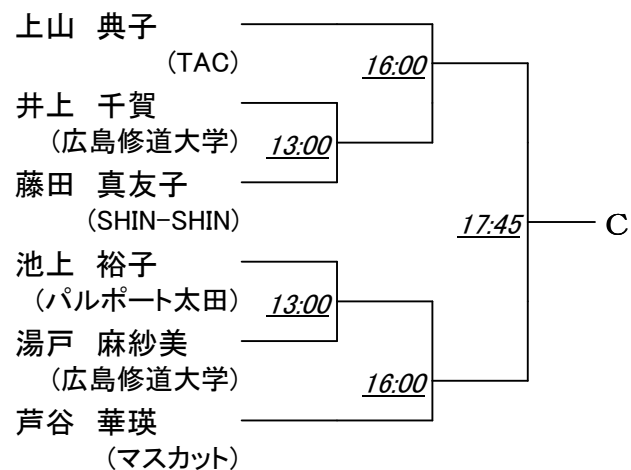 上山 典子
(TAC)
16:00
井上 千賀
(広島修道大学)
13:00
藤田 真友子
(SHIN-SHIN)
17:45
C
池上 裕子
(パルポート太田)
13:00
湯戸 麻紗美
(広島修道大学)
16:00
芦谷 華瑛
(マスカット)